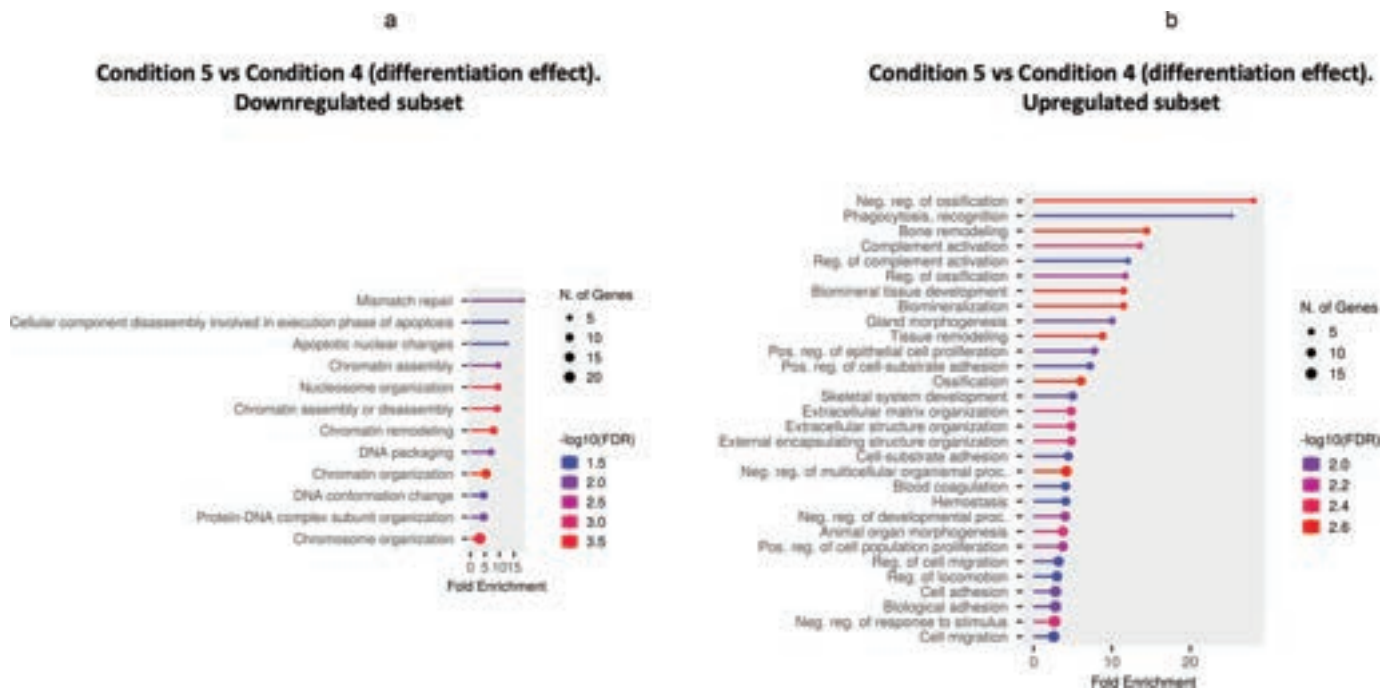 a
Condition 5 vs Condition 4 (differentiation effect).
Downregulated subset
Mismatch repair
Cellular component disassembly involved in execution phase of apoptosis
Apoptotic nuclear changes
Chromatin assembly
Nucleosome organization
Chromatin assembly or disassembly
Chromatin remodeling
DNA packaging
Chromatin organization
DNA conformation change
Protein-DNA complex subunit organization
Chromosome organization
0 5 10 15
Fold Enrichment
N. of Genes
5
10
15
20
-log10(FDR)
1.5
2.0
2.5
3.0
3.5
b
Condition 5 vs Condition 4 (differentiation effect).
Upregulated subset
Neg. reg. of ossification
Phagocytosis, recognition
Bone remodeling
Complement activation
Reg. of complement activation
Reg. of ossification
Biomineral tissue development
Biomineralization
Gland morphogenesis
Tissue remodeling
Pos. reg. of epithelial cell proliferation
Pos. reg. of cell-substrate adhesion
Ossification
Skeletal system development
Extracellular matrix organization
Extracellular structure organization
External encapsulating structure organization
Cell-substrate adhesion
Neg. reg. of multicellular organismal proc.
Blood coagulation
Hemostasis
Neg. reg. of developmental proc.
Animal organ morphogenesis
Pos. reg. of cell population proliferation
Reg. of cell migration
Reg. of locomotion
Cell adhesion
Biological adhesion
Neg. reg. of response to stimulus
Cell migration
0 10 20
Fold Enrichment
N. of Genes
5
10
15
-log10(FDR)
2.0
2.2
2.4
2.6